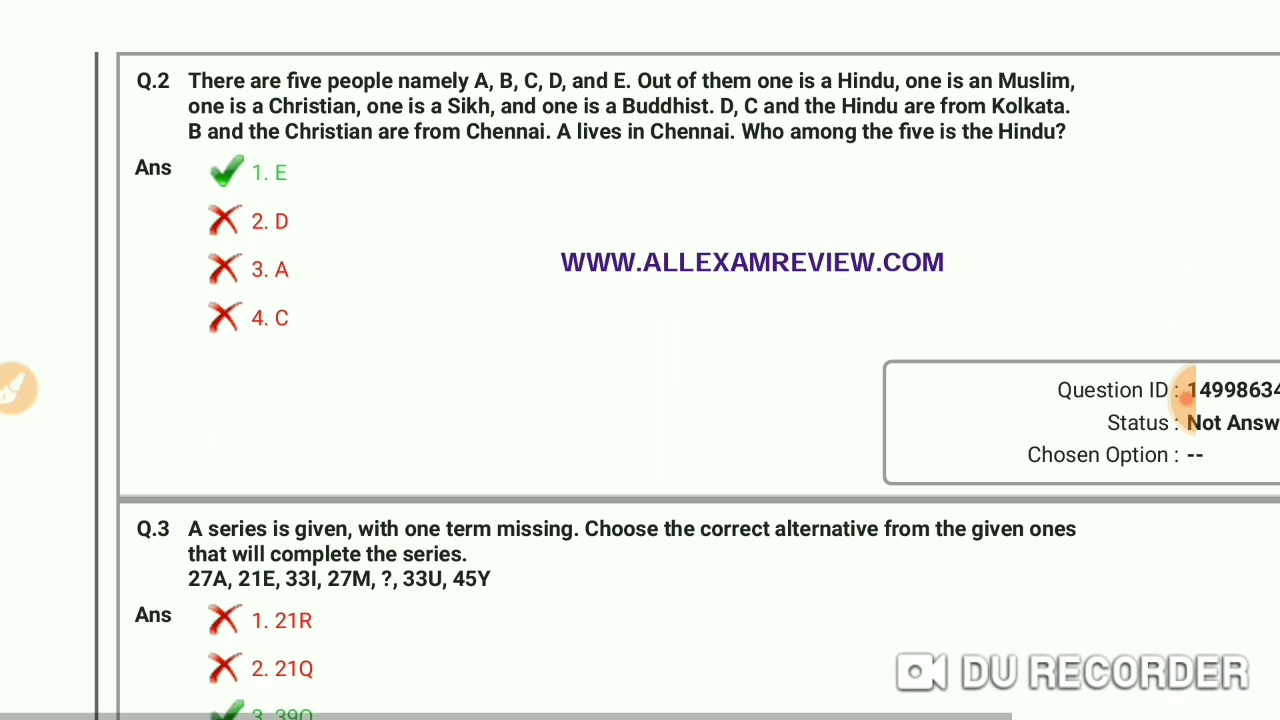 Q.2 There are five people namely A, B, C, D, and E. Out of them one is a Hindu, one is an Muslim,
one is a Christian, one is a Sikh, and one is a Buddhist. D, C and the Hindu are from Kolkata.
B and the Christian are from Chennai. A lives in Chennai. Who among the five is the Hindu?
Ans 1. E
2. D
3. A
4. C
WWW.ALLEXAMREVIEW.COM
Question ID : 14998634
Status : Not Answ
Chosen Option : --
Q.3 A series is given, with one term missing. Choose the correct alternative from the given ones
that will complete the series.
27A, 21E, 33I, 27M, ?, 33U, 45Y
Ans 1. 21R
2. 21Q
3. 39Q
DU RECORDER